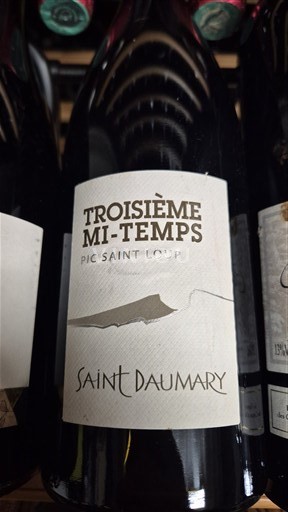 TROISIÈME
MI-TEMPS
PIC SAINT LOUP
SAINT DAUMARY